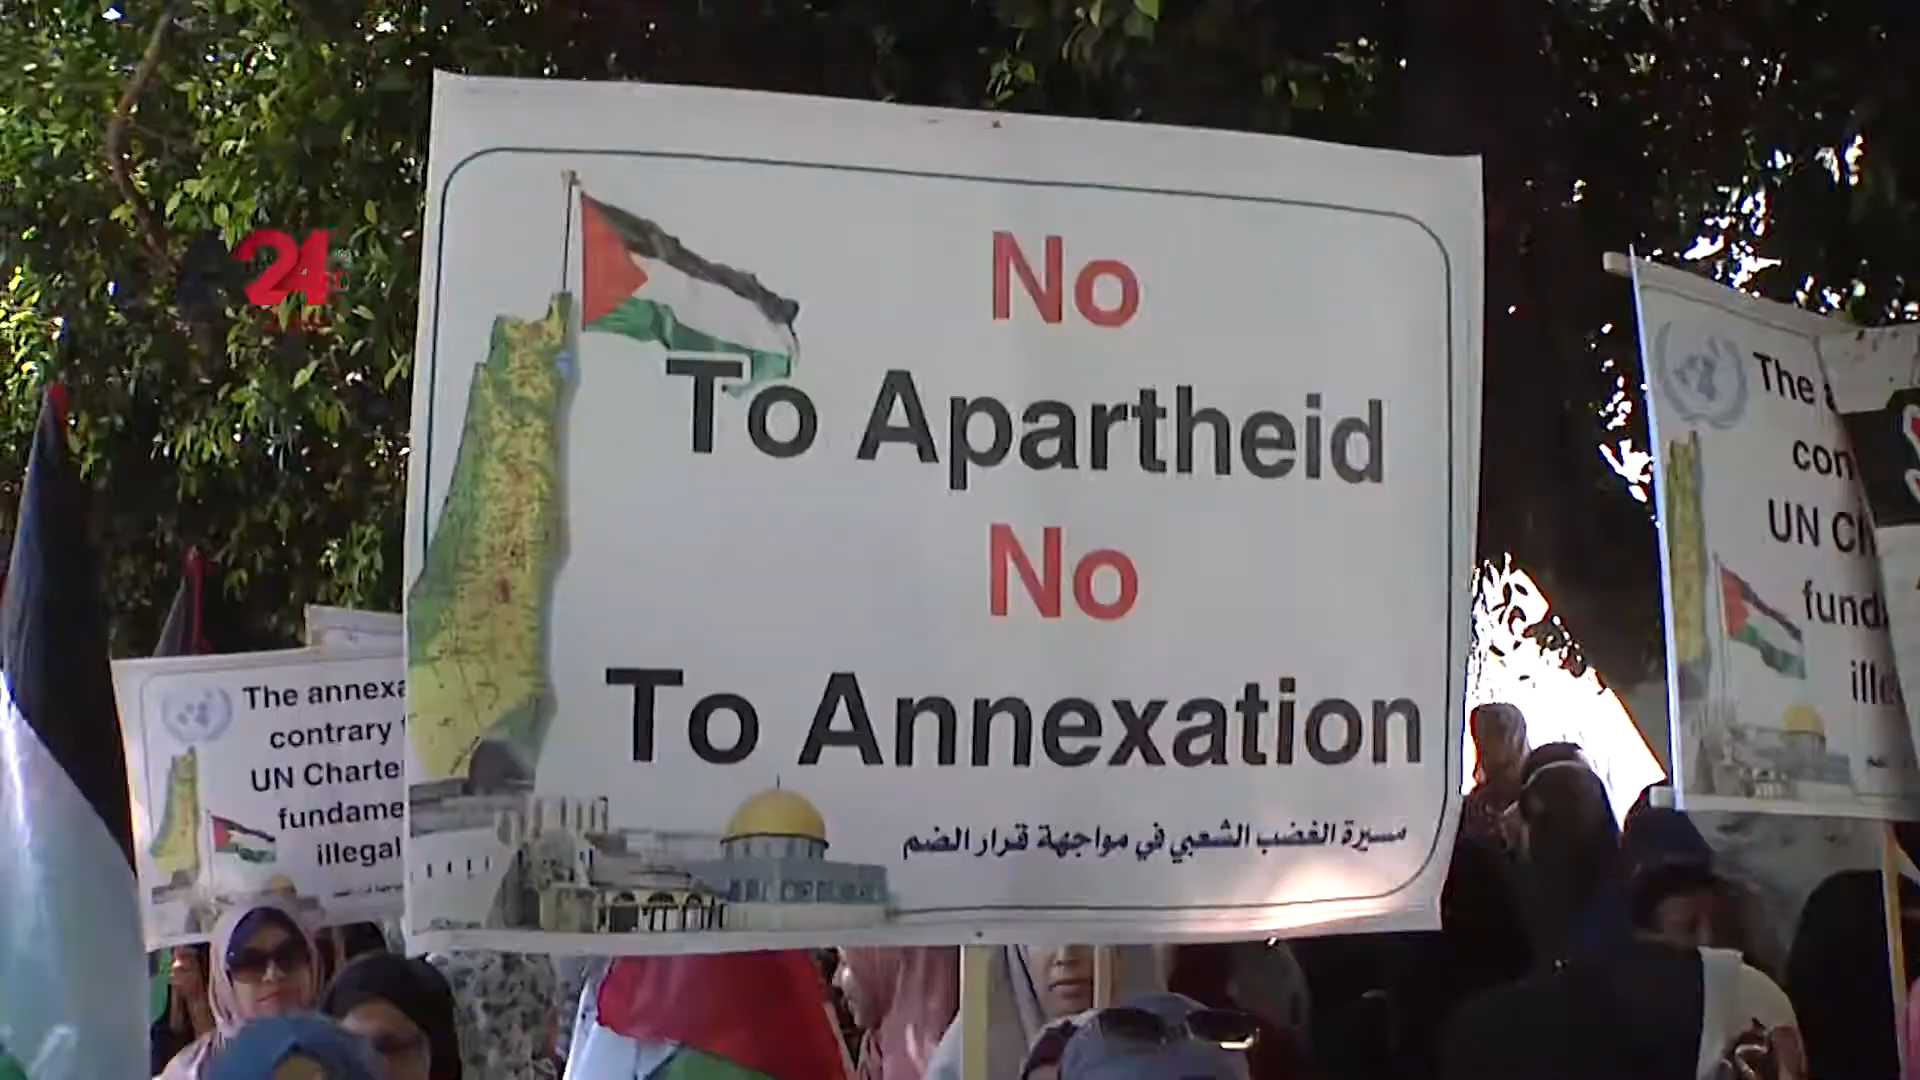 24
No
To Apartheid
No
To Annexation
مسيرة الغضب الشعبي في مواجهة قرار الضم
The annexa
contrary
UN Charte
fundame
illegal
The
con
UN Ch
fund
ille